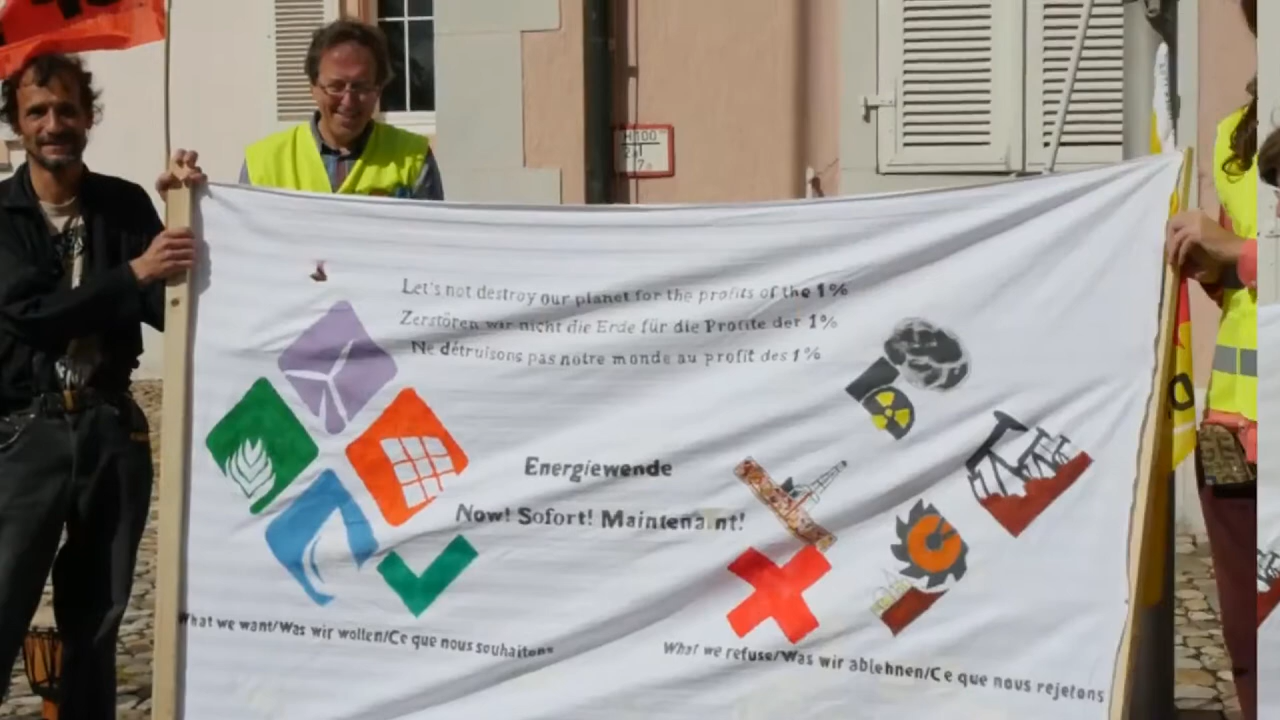 H100
Let's not destroy our planet for the profits of the 1%
Zerstören wir nicht die Erde für die Profite der 1%
Ne détruisons pas notre monde au profit des 1%
Energiewende
Now! Sofort! Maintenant!
What we want/Was wir wollen/Ce que nous souhaitons
What we refuse/Was wir ablehnen/Ce que nous rejetons